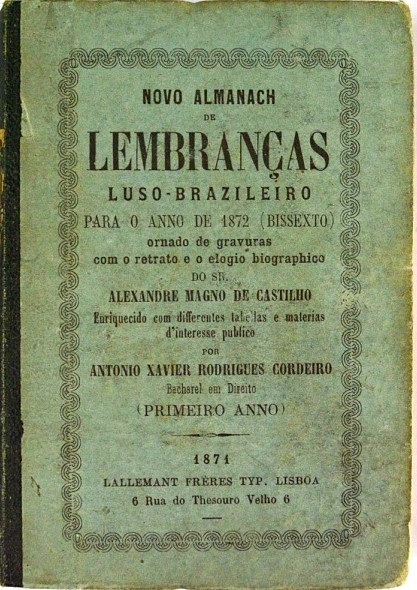 NOVO ALMANACH
DE
LEMBRANÇAS
LUSO-BRAZILEIRO
PARA O ANNO DE 1872 (BISSEXTO)
ornado de gravuras
com o retrato e o elogio biographico
DO SR.
ALEXANDRE MAGNO DE CASTILHO
Enriquecido com differentes tabellas e materias
d'interesse publico
POR
ANTONIO XAVIER RODRIGUES CORDEIRO
Bacharel em Direito
(PRIMEIRO ANNO)
1871
LALLEMANT FRÈRES TYP. LISBOA
6 Rua do Thesouro Velho 6